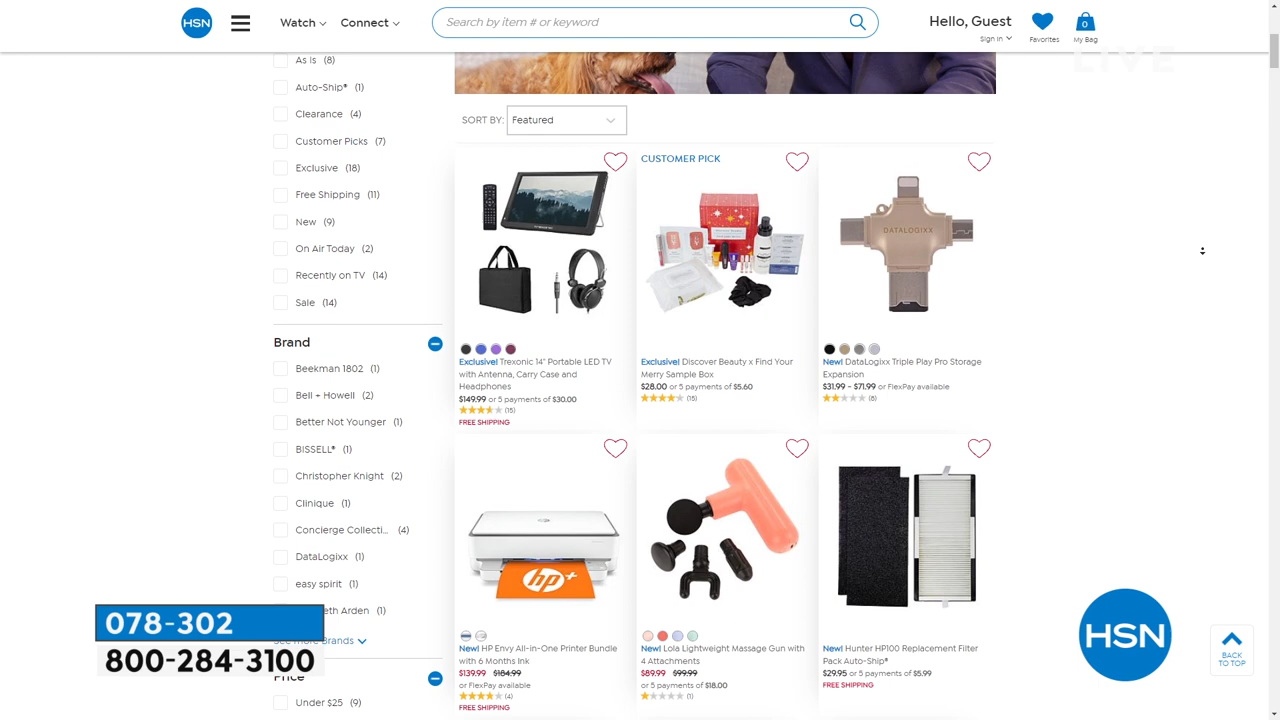 HSN
Watch
Connect
Search by item # or keyword
Hello, Guest
Sign In
Favorites
0
My Bag
LIVE
As Is (8)
Auto-Ship® (1)
Clearance (4)
Customer Picks (7)
Exclusive (18)
Free Shipping (11)
New (9)
On Air Today (2)
Recently on TV (14)
Sale (14)
Brand
Beekman 1802 (1)
Bell + Howell (2)
Better Not Younger (1)
BISSELL® (1)
Christopher Knight (2)
Clinique (1)
Concierge Collecti... (4)
DataLogixx (1)
easy spirit (1)
Arden (1)
Brands
Price
Under $25 (9)
078-302
800-284-3100
SORT BY: Featured
Exclusive! Trexonic 14" Portable LED TV
with Antenna, Carry Case and
Headphones
$149.99 or 5 payments of $30.00
(15)
FREE SHIPPING
CUSTOMER PICK
Exclusive! Discover Beauty x Find Your
Merry Sample Box
$28.00 or 5 payments of $5.60
(15)
DATALOGIXX
New! DataLogixx Triple Play Pro Storage
Expansion
$31.99 - $71.99 or FlexPay available
(8)
hp+
New! HP Envy All-in-One Printer Bundle
with 6 Months Ink
$139.99 $184.99
or FlexPay available
(4)
FREE SHIPPING
New! Lola Lightweight Massage Gun with
4 Attachments
$89.99 $99.99
or 5 payments of $18.00
(1)
New! Hunter HP100 Replacement Filter
Pack Auto-Ship®
$29.95 or 5 payments of $5.99
FREE SHIPPING
HSN
BACK
TO TOP